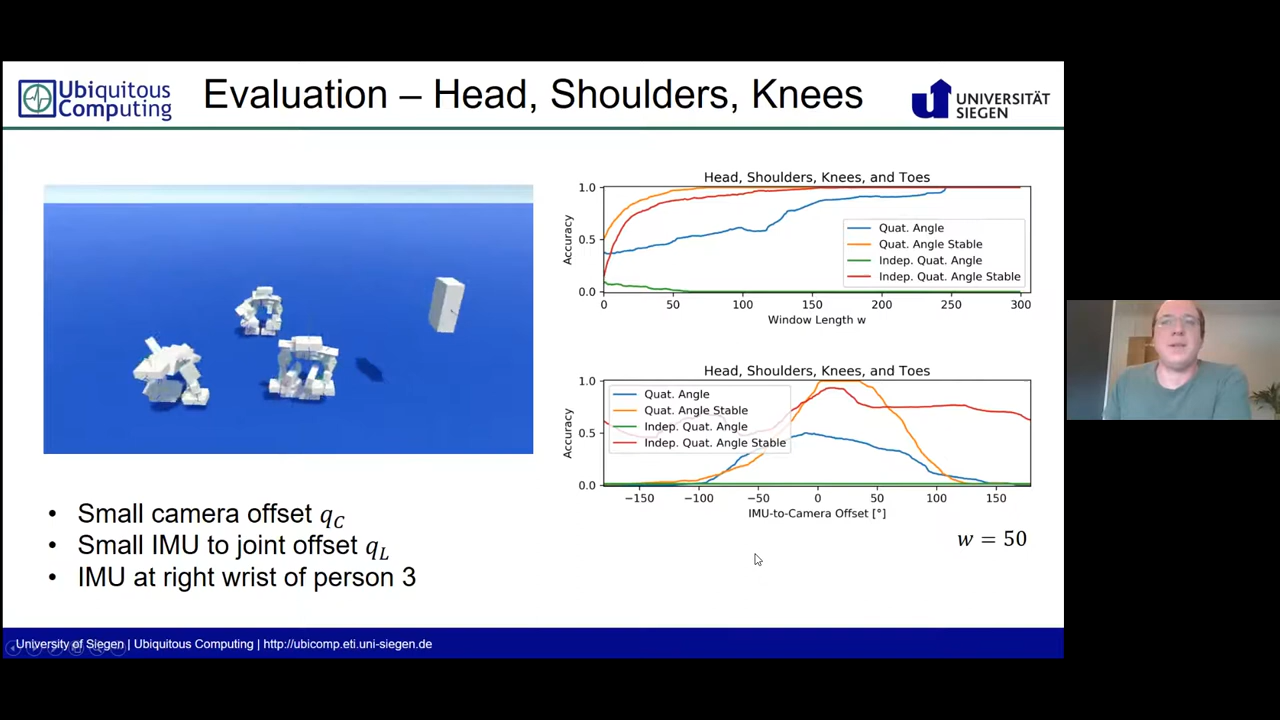 Ubiquitous
Computing
Evaluation – Head, Shoulders, Knees
UNIVERSITÄT
SIEGEN
Head, Shoulders, Knees, and Toes
1.0
0.5
0.0
Accuracy
Quat. Angle
Quat. Angle Stable
Indep. Quat. Angle
Indep. Quat. Angle Stable
0 50 100 150 200 250 300
Window Length w
Head, Shoulders, Knees, and Toes
1.0
0.5
0.0
Accuracy
Quat. Angle
Quat. Angle Stable
Indep. Quat. Angle
Indep. Quat. Angle Stable
−150 −100 −50 0 50 100 150
IMU-to-Camera Offset [°]
w = 50
• Small camera offset q_C
• Small IMU to joint offset q_L
• IMU at right wrist of person 3
University of Siegen | Ubiquitous Computing | http://ubicomp.eti.uni-siegen.de